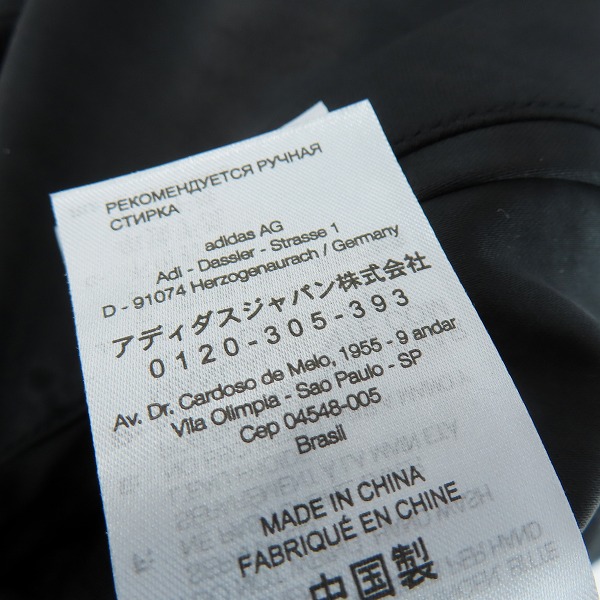 РЕКОМЕНДУЕТСЯ РУЧНАЯ
СТИРКА
adidas AG
Adi - Dassler - Strasse 1
D - 91074 Herzogenaurach / Germany
アディダスジャパン株式会社
0120-305-393
Av. Dr. Cardoso de Melo, 1955 - 9 andar
Vila Olimpia - Sao Paulo - SP
Cep 04548-005
Brasil
MADE IN CHINA
FABRIQUÉ EN CHINE
中国製